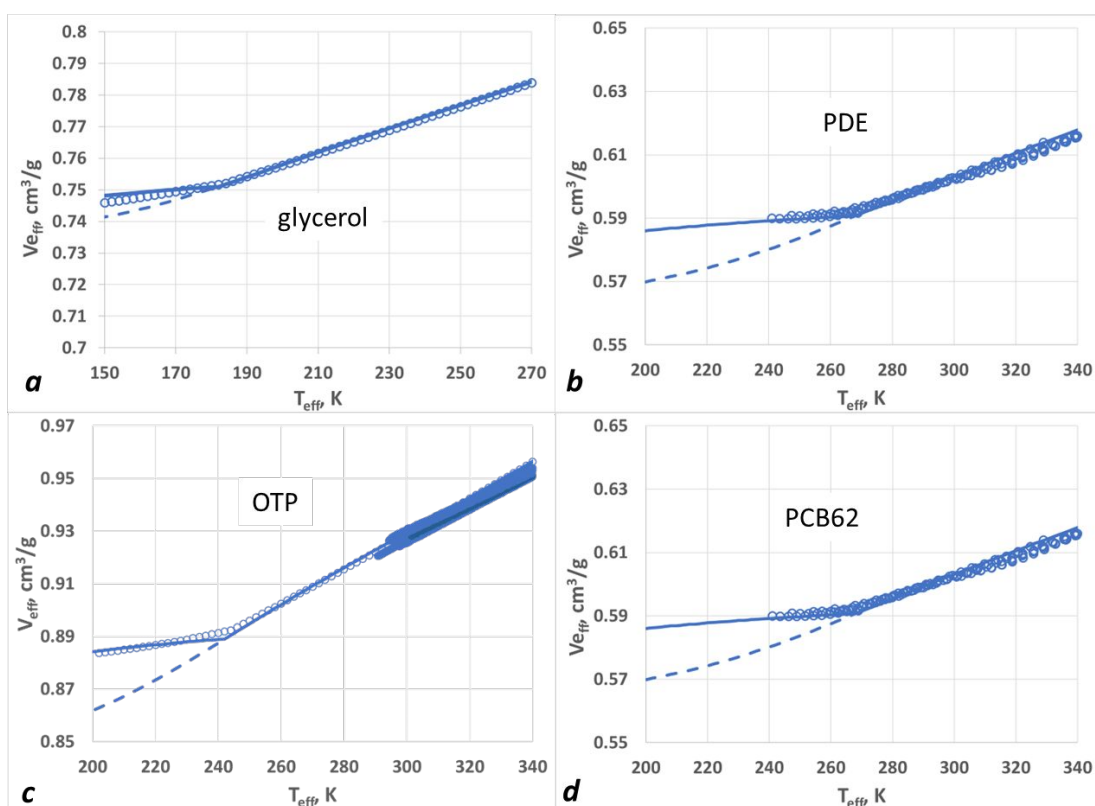 0.8
0.79
0.78
0.77
0.76
0.75
0.74
0.73
0.72
0.71
0.7
Veeff, cm3/g
glycerol
150 170 190 210 230 250 270
Teff, K
a
0.65
0.63
0.61
0.59
0.57
0.55
Veeff, cm3/g
PDE
200 220 240 260 280 300 320 340
Teff, K
b
0.97
0.95
0.93
0.91
0.89
0.87
0.85
Veff, cm3/g
OTP
200 220 240 260 280 300 320 340
Teff, K
c
0.65
0.63
0.61
0.59
0.57
0.55
Veeff, cm3/g
PCB62
200 220 240 260 280 300 320 340
Teff, K
d